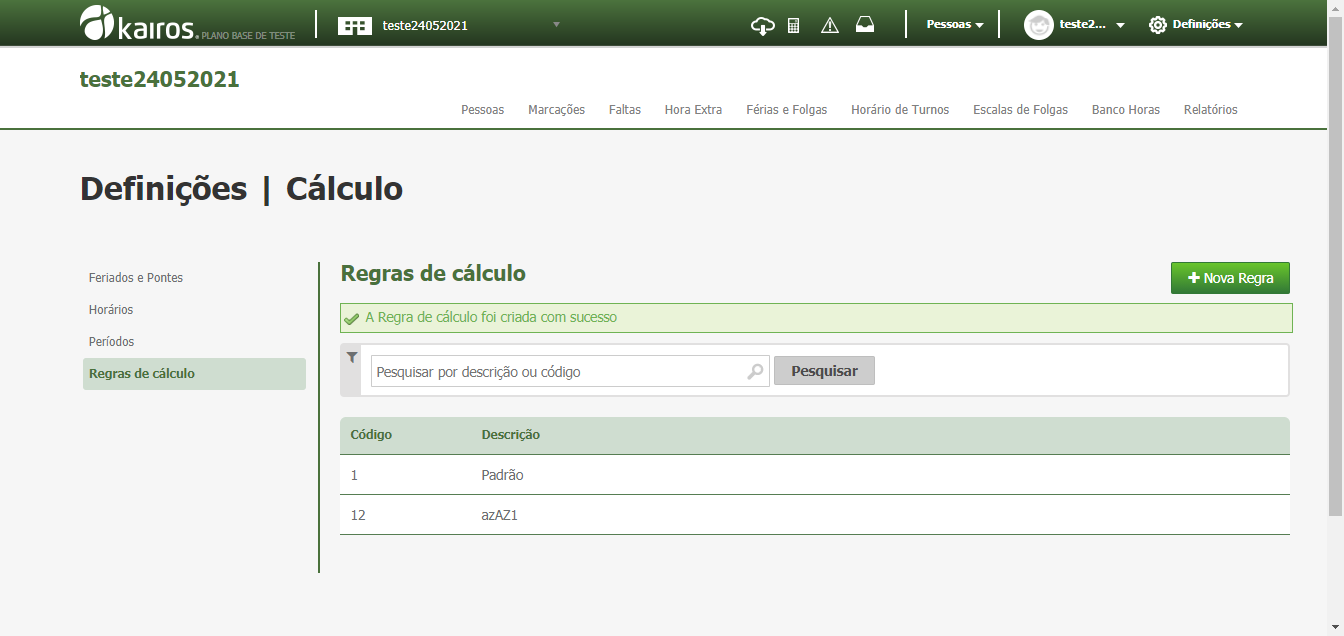 kairos. PLANO BASE DE TESTE
teste24052021
Pessoas
teste2...
Definições
teste24052021
Pessoas Marcações Faltas Hora Extra Férias e Folgas Horário de Turnos Escalas de Folgas Banco Horas Relatórios
Definições | Cálculo
Feriados e Pontes
Horários
Períodos
Regras de cálculo
Regras de cálculo
Nova Regra
A Regra de cálculo foi criada com sucesso
Pesquisar por descrição ou código
Pesquisar
Código Descrição
1 Padrão
12 azAZ1